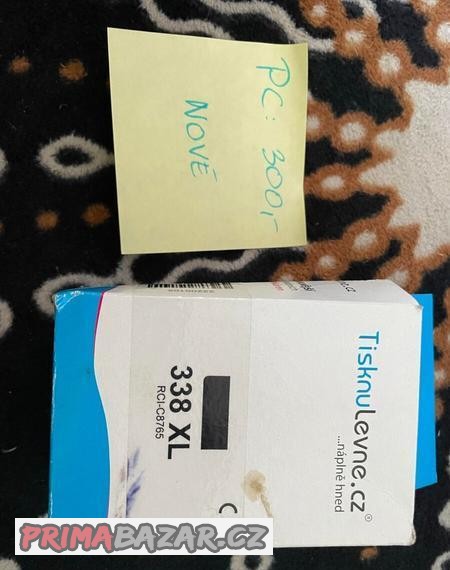 PC: 300,-
NOVÉ
TisknuLevne.cz®
...náplně hned
338 XL
RCI-C8765
C
PRIMABAZAR.CZ